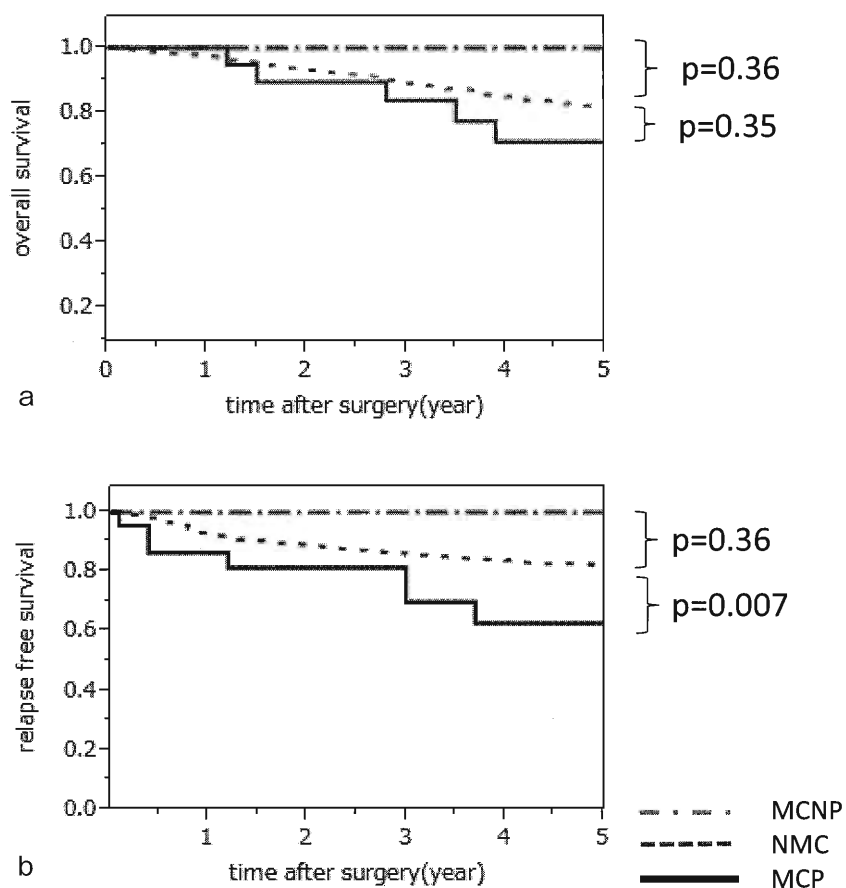 1.0
0.8
0.6
0.4
0.2
overall survival
p=0.36
p=0.35
0 1 2 3 4 5
time after surgery(year)
a
1.0
0.8
0.6
0.4
0.2
0.0
relapse free survival
p=0.36
p=0.007
1 2 3 4 5
time after surgery(year)
b
MCNP
NMC
MCP